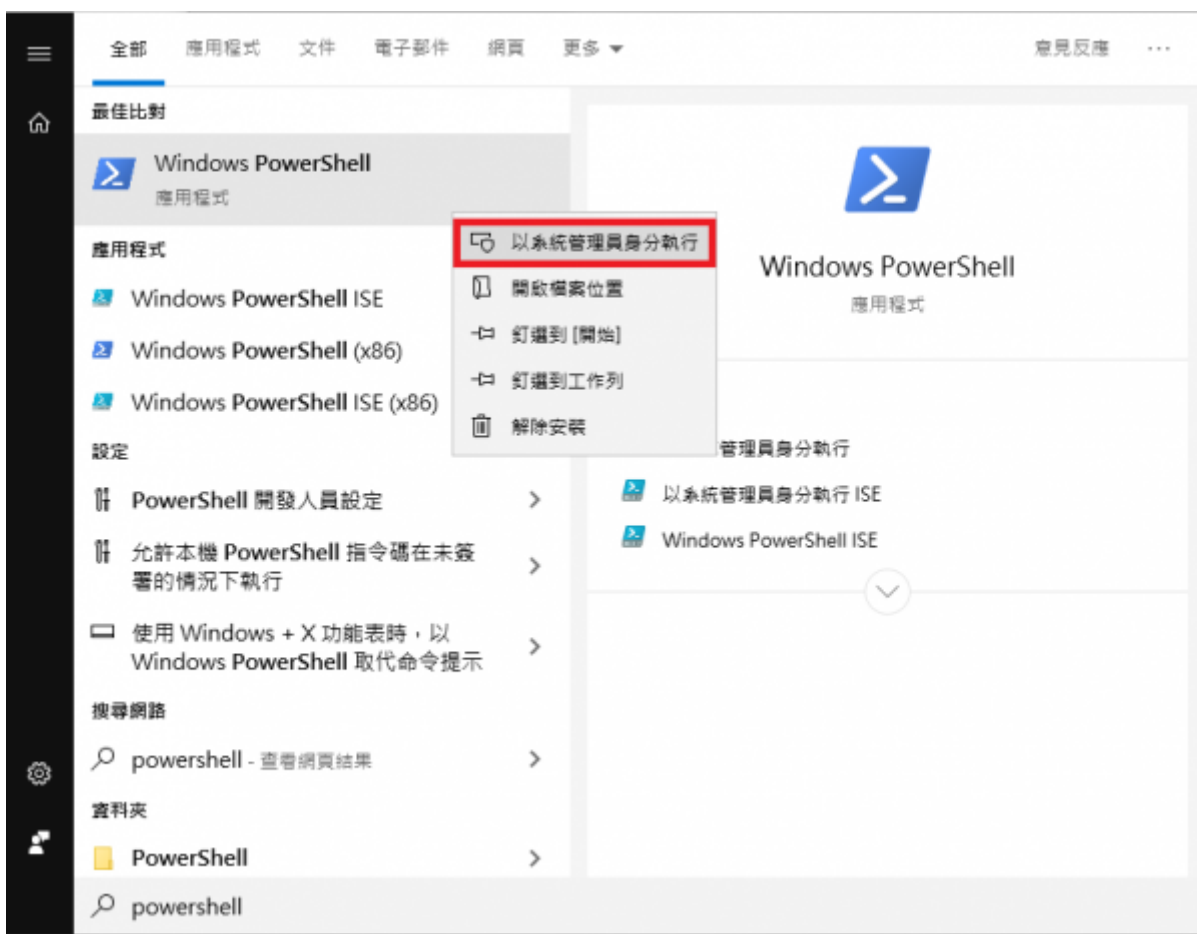 全部 應用程式 文件 電子郵件 網頁 更多 意見反應 ...
最佳比對
Windows PowerShell
應用程式
應用程式
Windows PowerShell ISE
Windows PowerShell (x86)
Windows PowerShell ISE (x86)
設定
PowerShell 開發人員設定
允許本機 PowerShell 指令碼在未簽
署的情況下執行
使用 Windows + X 功能表時，以
Windows PowerShell 取代命令提示
搜尋網路
powershell - 查看網頁結果
資料夾
PowerShell
powershell
以系統管理員身分執行
開啟檔案位置
釘選到 [開始]
釘選到工作列
解除安裝
Windows PowerShell
應用程式
管理員身分執行
以系統管理員身分執行 ISE
Windows PowerShell ISE